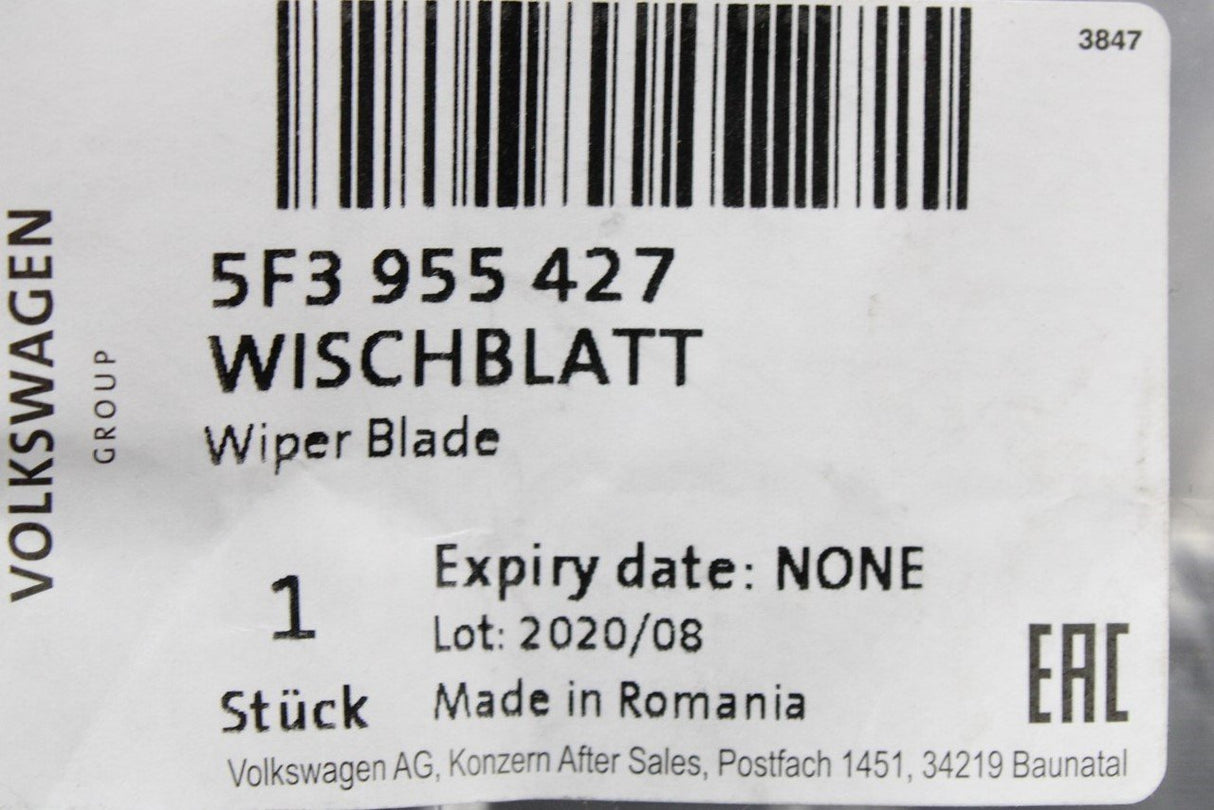 3847
VOLKSWAGEN
GROUP
5F3 955 427
WISCHBLATT
Wiper Blade
1
Stück
Expiry date: NONE
Lot: 2020/08
Made in Romania
EAC
Volkswagen AG, Konzern After Sales, Postfach 1451, 34219 Baunatal